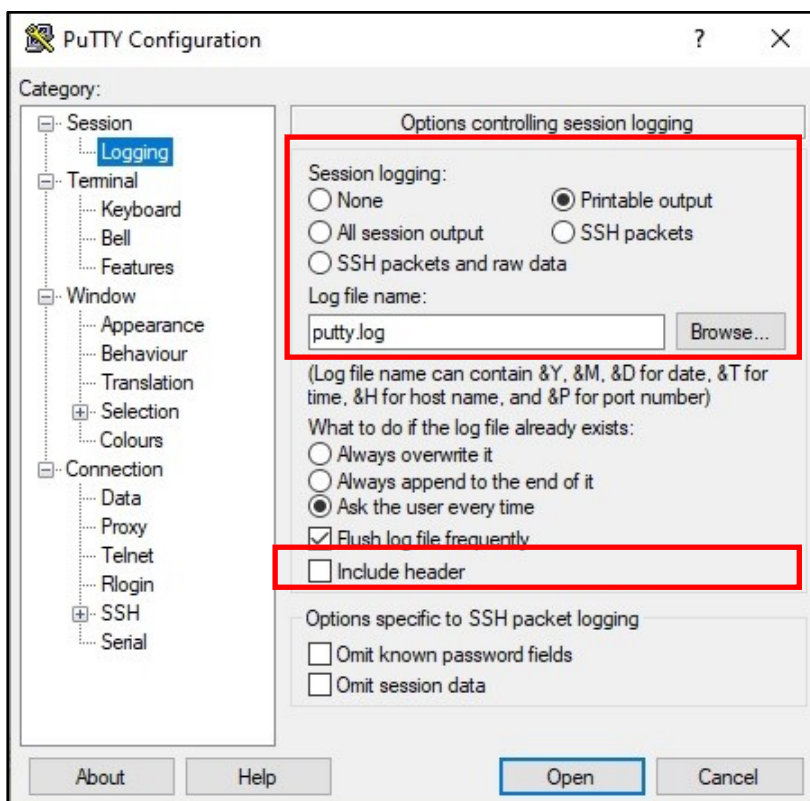 PuTTY Configuration
?
Category:
Session
Logging
Terminal
Keyboard
Bell
Features
Window
Appearance
Behaviour
Translation
Selection
Colours
Connection
Data
Proxy
Telnet
Rlogin
SSH
Serial
Options controlling session logging
Session logging:
None
Printable output
All session output
SSH packets
SSH packets and raw data
Log file name:
putty.log
Browse...
(Log file name can contain &Y, &M, &D for date, &T for
time, &H for host name, and &P for port number)
What to do if the log file already exists:
Always overwrite it
Always append to the end of it
Ask the user every time
Flush log file frequently
Include header
Options specific to SSH packet logging
Omit known password fields
Omit session data
About
Help
Open
Cancel